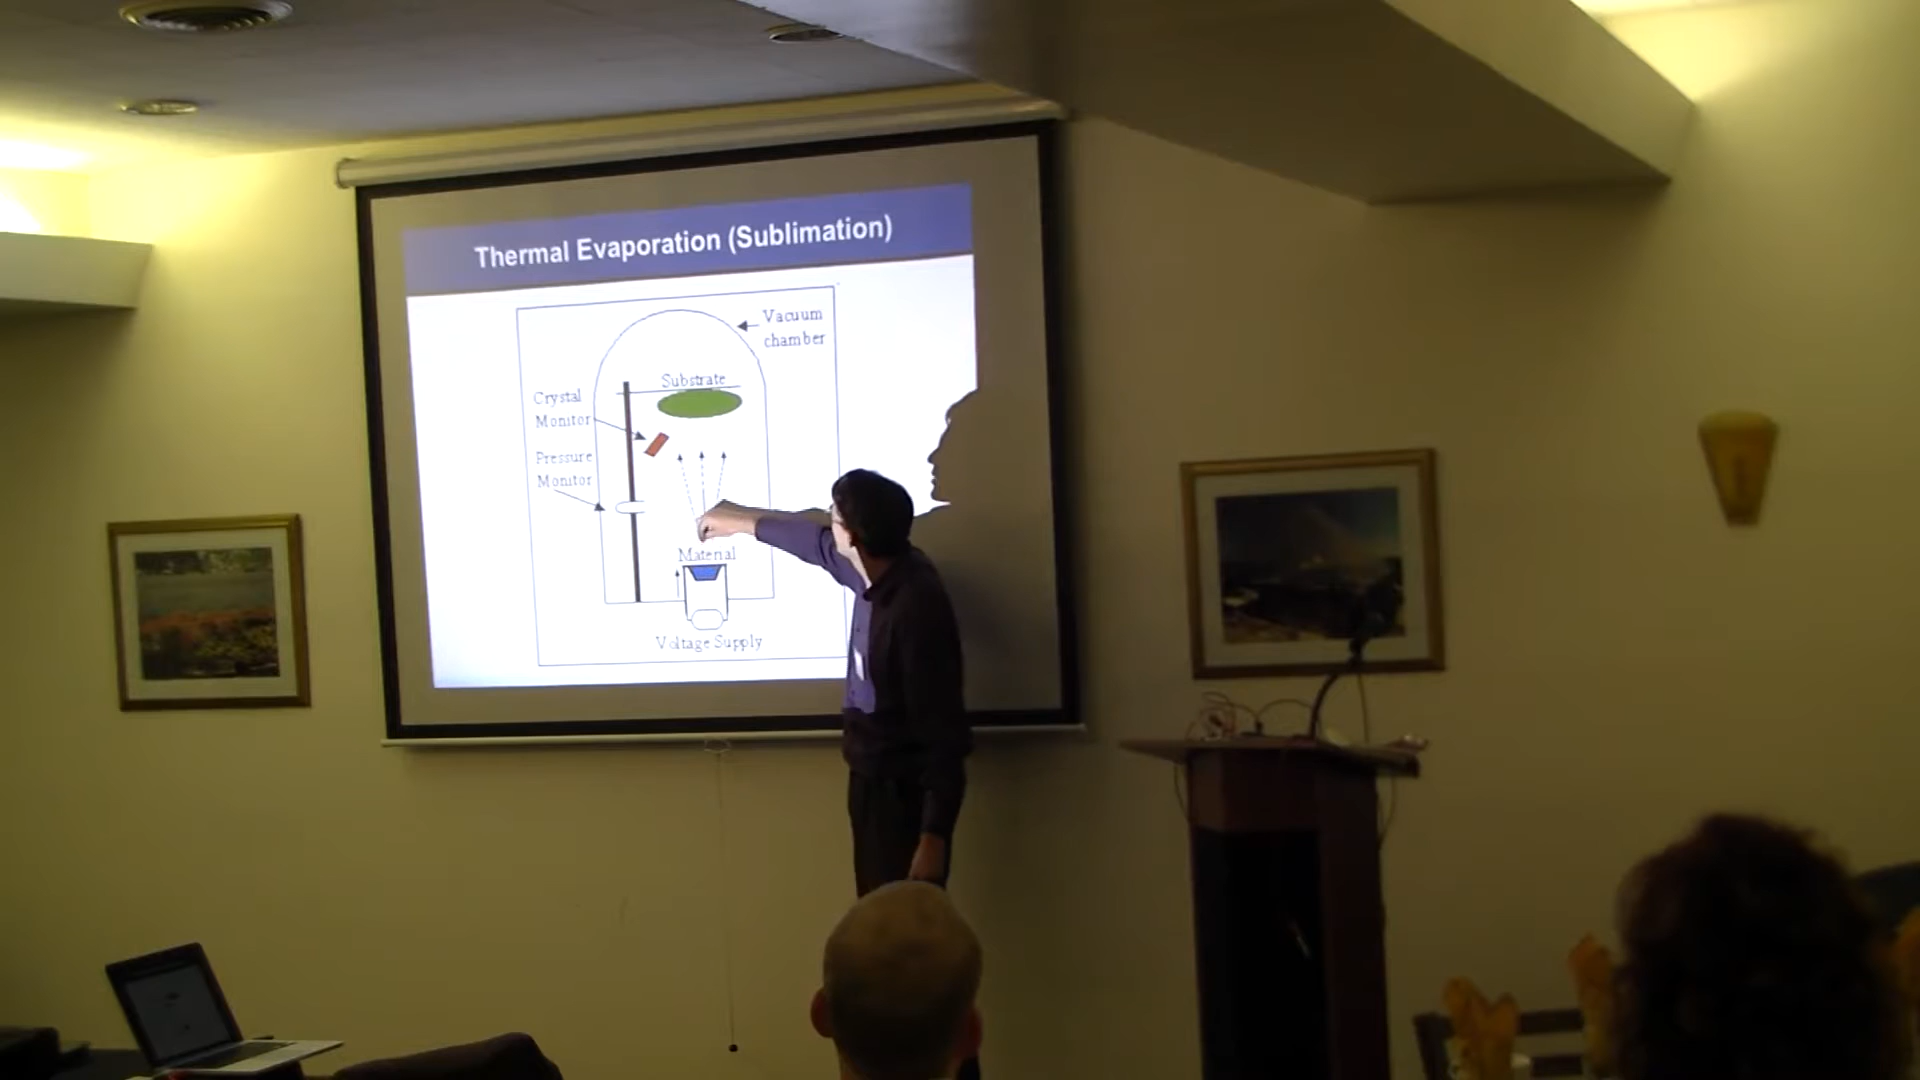 Thermal Evaporation (Sublimation)
Vacuum
chamber
Substrate
Crystal
Monitor
Pressure
Monitor
Material
Voltage Supply